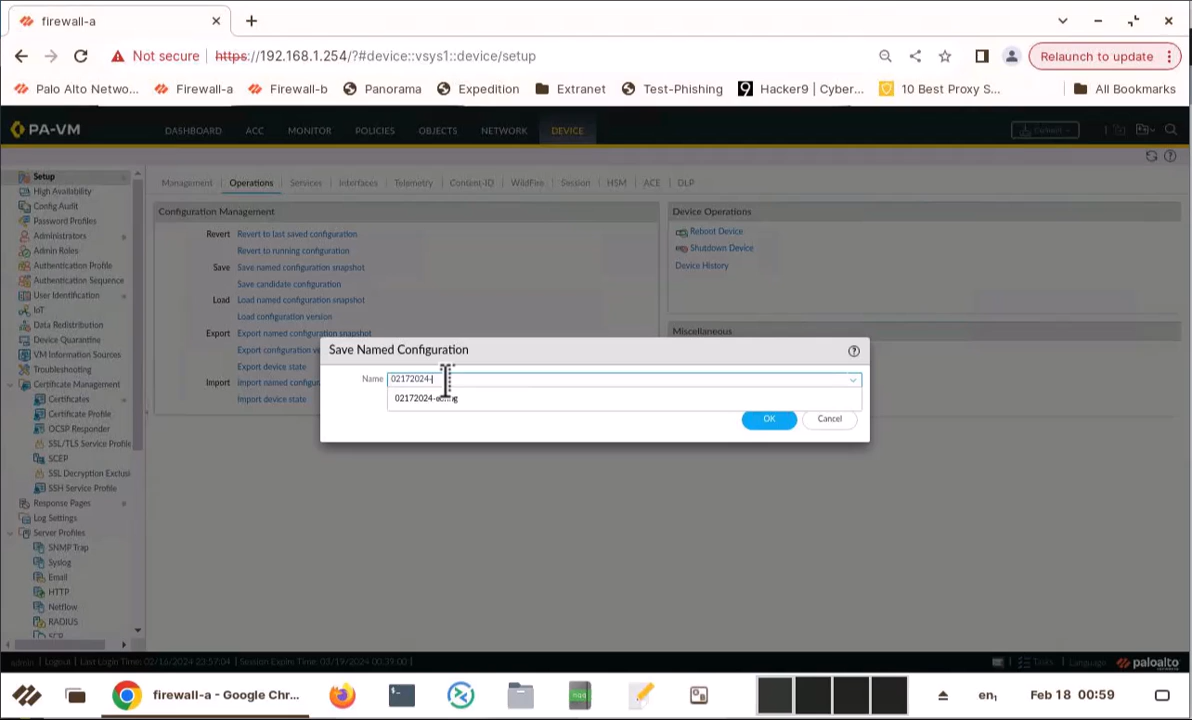 firewall-a
Not secure https://192.168.1.254/?#device::vsys1::device/setup Relaunch to update
Palo Alto Netwo... Firewall-a Firewall-b Panorama Expedition Extranet Test-Phishing Hacker9 | Cyber... 10 Best Proxy S... All Bookmarks
PA-VM DASHBOARD ACC MONITOR POLICIES OBJECTS NETWORK DEVICE Commit
Setup
High Availability
Config Audit
Password Profiles
Administrators
Admin Roles
Authentication Profile
Authentication Sequence
User Identification
IoT
Data Redistribution
Device Quarantine
VM Information Sources
Troubleshooting
Certificate Management
Certificates
Certificate Profile
OCSP Responder
SSL/TLS Service Profile
SCEP
SSL Decryption Exclusi
SSH Service Profile
Response Pages
Log Settings
Server Profiles
SNMP Trap
Syslog
Email
HTTP
Netflow
RADIUS
Management Operations Services Interfaces Telemetry Content-ID WildFire Session HSM ACE DLP
Configuration Management
Revert Revert to last saved configuration
Revert to running configuration
Save Save named configuration snapshot
Save candidate configuration
Load Load named configuration snapshot
Load configuration version
Export Export named configuration snapshot
Export configuration ve
Export device state
Import Import named configur
Import device state
Device Operations
Reboot Device
Shutdown Device
Device History
Miscellaneous
Save Named Configuration
Name 02172024-
OK Cancel
admin | Logout | Last Login Time: 02/16/2024 23:57:04 | Session Expire Time: 03/19/2024 00:39:00 | Tasks | Language paloalto
firewall-a - Google Chr... en1 Feb 18 00:59